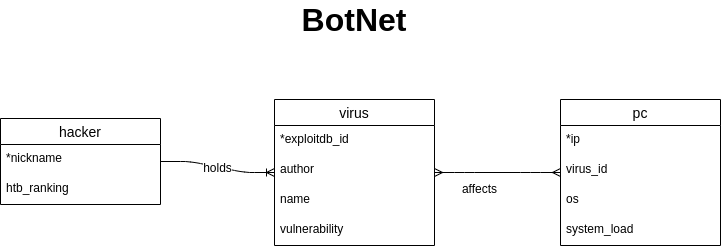 BotNet
hacker
*nickname
htb_ranking
holds
virus
*exploitdb_id
author
name
vulnerability
affects
pc
*ip
virus_id
os
system_load